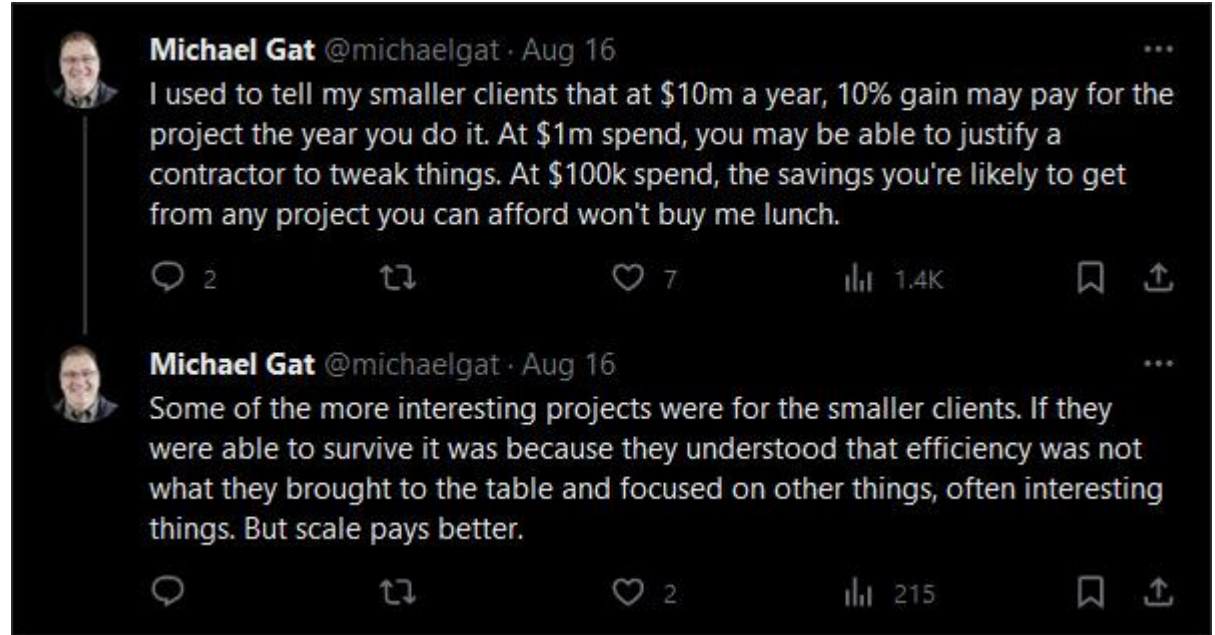 Michael Gat @michaelgat · Aug 16
I used to tell my smaller clients that at $10m a year, 10% gain may pay for the
project the year you do it. At $1m spend, you may be able to justify a
contractor to tweak things. At $100k spend, the savings you're likely to get
from any project you can afford won't buy me lunch.
2 7 1.4K
Michael Gat @michaelgat · Aug 16
Some of the more interesting projects were for the smaller clients. If they
were able to survive it was because they understood that efficiency was not
what they brought to the table and focused on other things, often interesting
things. But scale pays better.
2 215